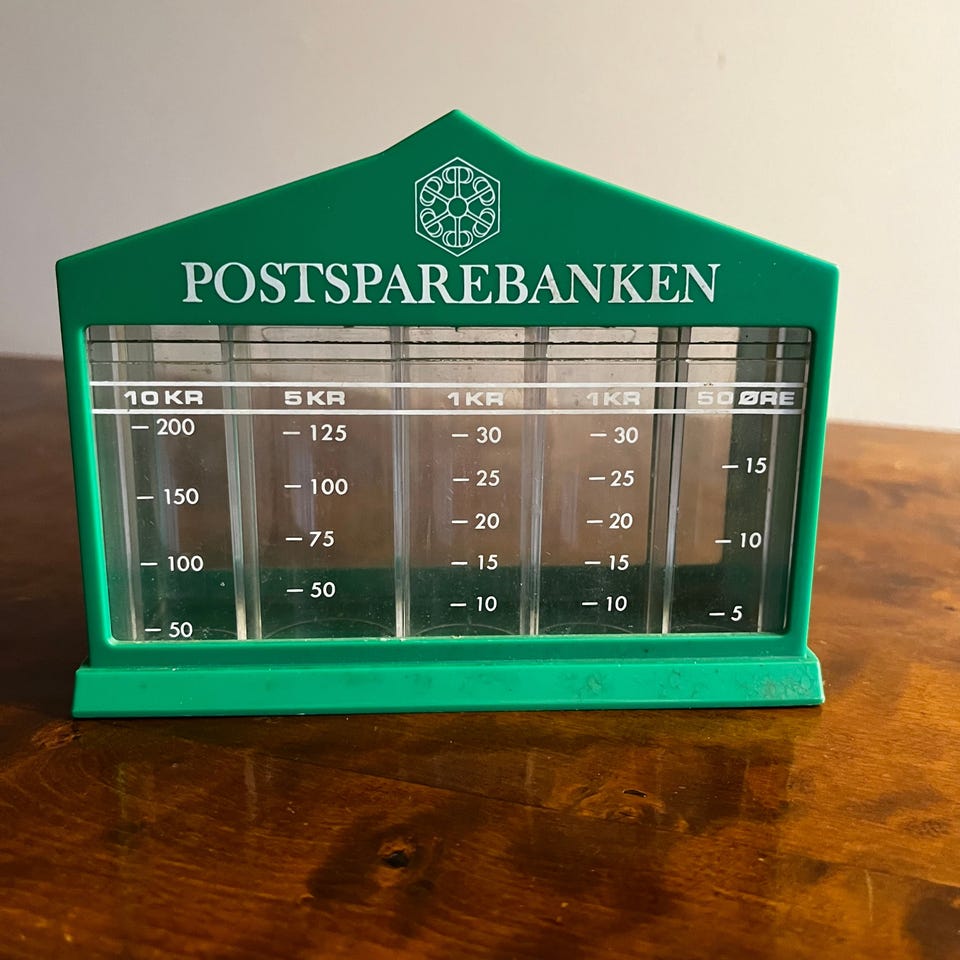 POSTSPAREBANKEN
10 KR 5 KR 1 KR 1 KR 50 ØRE
— 200 — 125 — 30 — 30 — 15
— 150 — 100 — 25 — 25 — 10
— 100 — 75 — 20 — 20 — 5
— 50 — 50 — 15 — 15
— 10 — 10